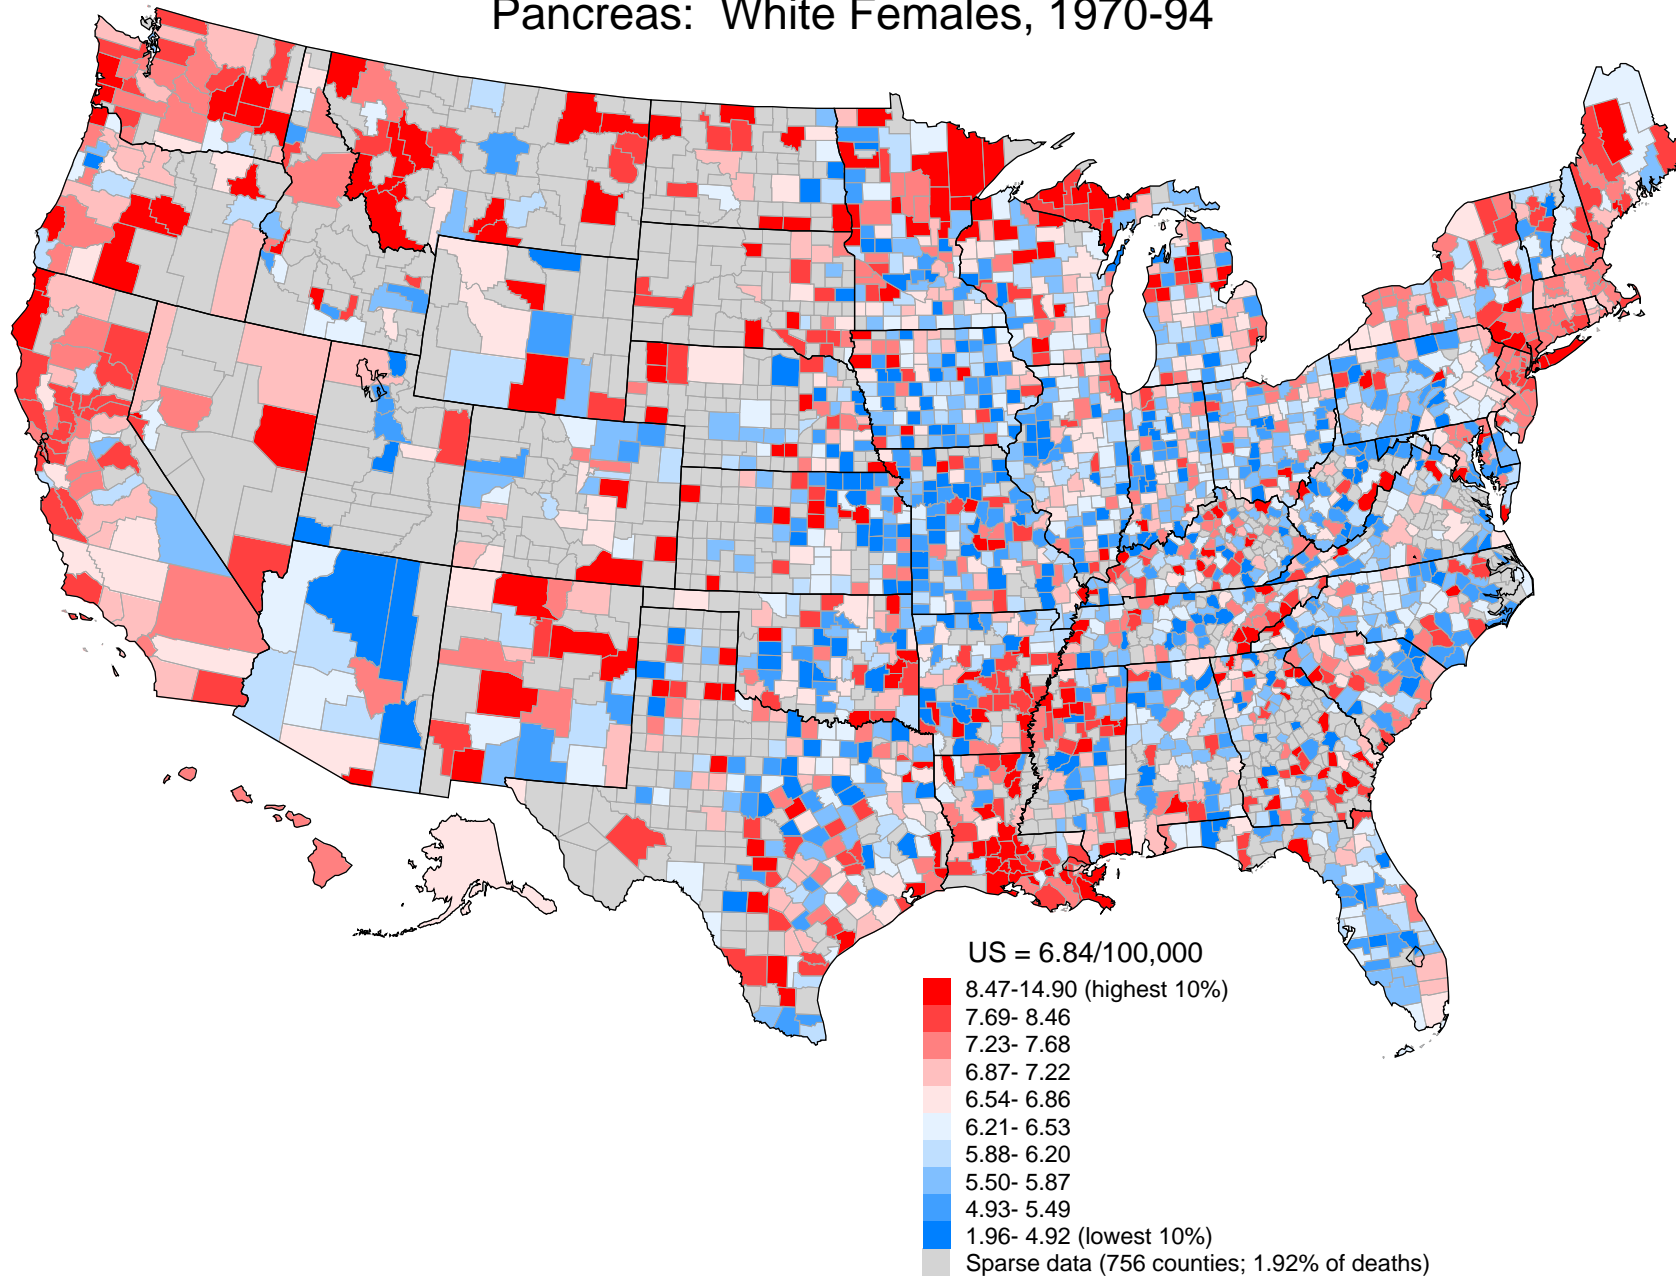 Pancreas: White Females, 1970-94
US = 6.84/100,000
8.47-14.90 (highest 10%)
7.69- 8.46
7.23- 7.68
6.87- 7.22
6.54- 6.86
6.21- 6.53
5.88- 6.20
5.50- 5.87
4.93- 5.49
1.96- 4.92 (lowest 10%)
Sparse data (756 counties; 1.92% of deaths)